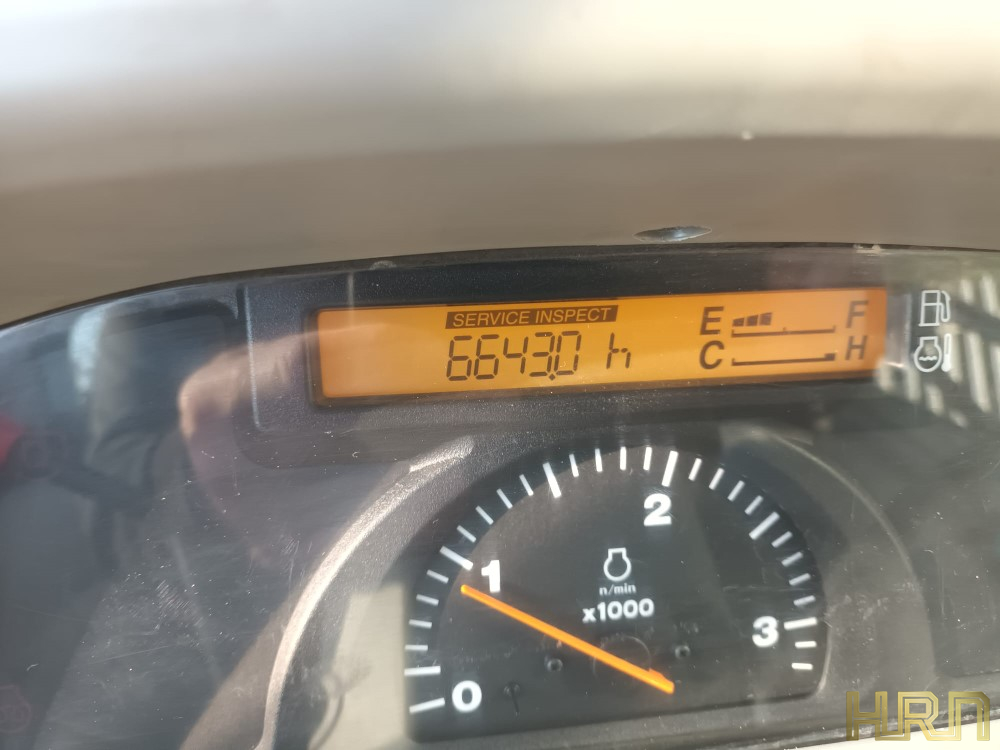 SERVICE INSPECT
6643.0 h
E F
C H
1
2
n/min
x1000
3
0
HRN